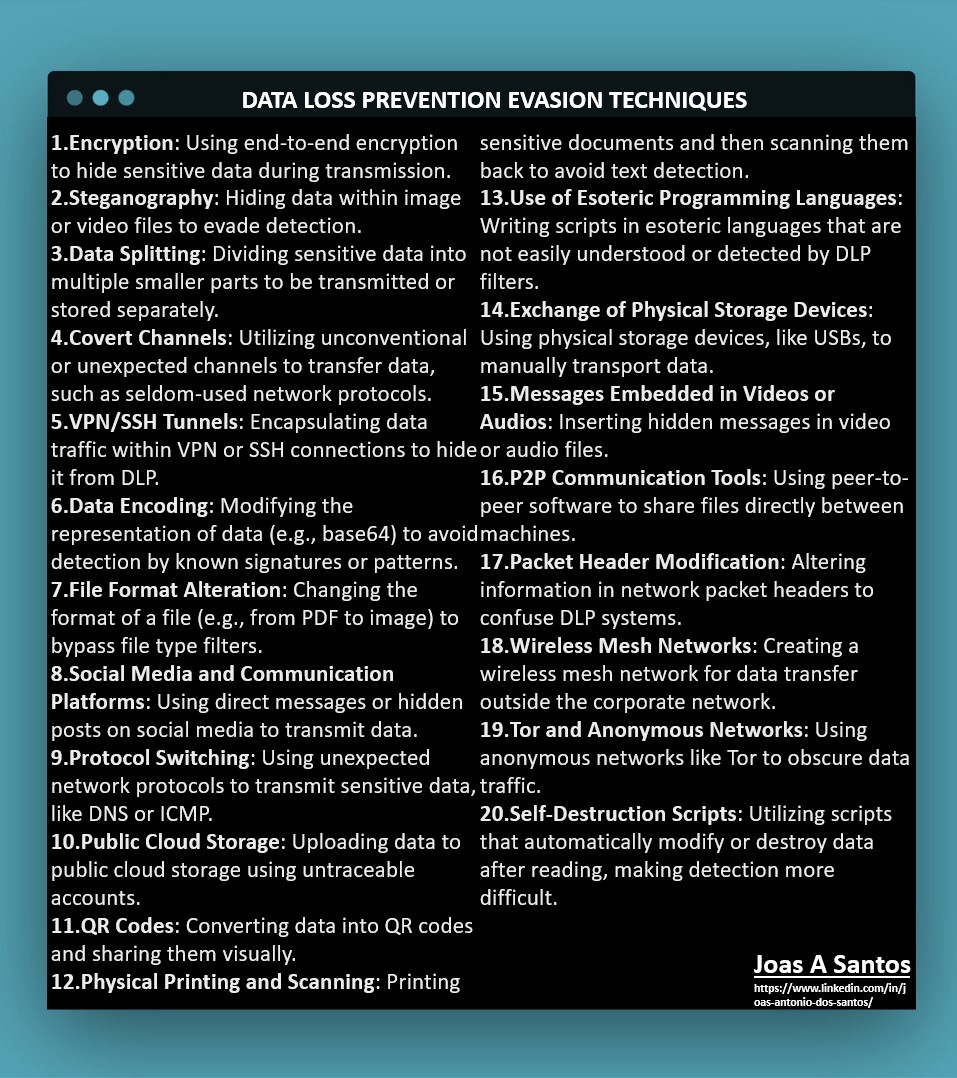 DATA LOSS PREVENTION EVASION TECHNIQUES
1.Encryption: Using end-to-end encryption
to hide sensitive data during transmission.
2.Steganography: Hiding data within image
or video files to evade detection.
3.Data Splitting: Dividing sensitive data into
multiple smaller parts to be transmitted or
stored separately.
4.Covert Channels: Utilizing unconventional
or unexpected channels to transfer data,
such as seldom-used network protocols.
5.VPN/SSH Tunnels: Encapsulating data
traffic within VPN or SSH connections to hide
it from DLP.
6.Data Encoding: Modifying the
representation of data (e.g., base64) to avoid
detection by known signatures or patterns.
7.File Format Alteration: Changing the
format of a file (e.g., from PDF to image) to
bypass file type filters.
8.Social Media and Communication
Platforms: Using direct messages or hidden
posts on social media to transmit data.
9.Protocol Switching: Using unexpected
network protocols to transmit sensitive data,
like DNS or ICMP.
10.Public Cloud Storage: Uploading data to
public cloud storage using untraceable
accounts.
11.QR Codes: Converting data into QR codes
and sharing them visually.
12.Physical Printing and Scanning: Printing
sensitive documents and then scanning them
back to avoid text detection.
13.Use of Esoteric Programming Languages:
Writing scripts in esoteric languages that are
not easily understood or detected by DLP
filters.
14.Exchange of Physical Storage Devices:
Using physical storage devices, like USBs, to
manually transport data.
15.Messages Embedded in Videos or
Audios: Inserting hidden messages in video
or audio files.
16.P2P Communication Tools: Using peer-to-
peer software to share files directly between
machines.
17.Packet Header Modification: Altering
information in network packet headers to
confuse DLP systems.
18.Wireless Mesh Networks: Creating a
wireless mesh network for data transfer
outside the corporate network.
19.Tor and Anonymous Networks: Using
anonymous networks like Tor to obscure data
traffic.
20.Self-Destruction Scripts: Utilizing scripts
that automatically modify or destroy data
after reading, making detection more
difficult.
Joas A Santos
https://www.linkedin.com/in/j
oas-antonio-dos-santos/